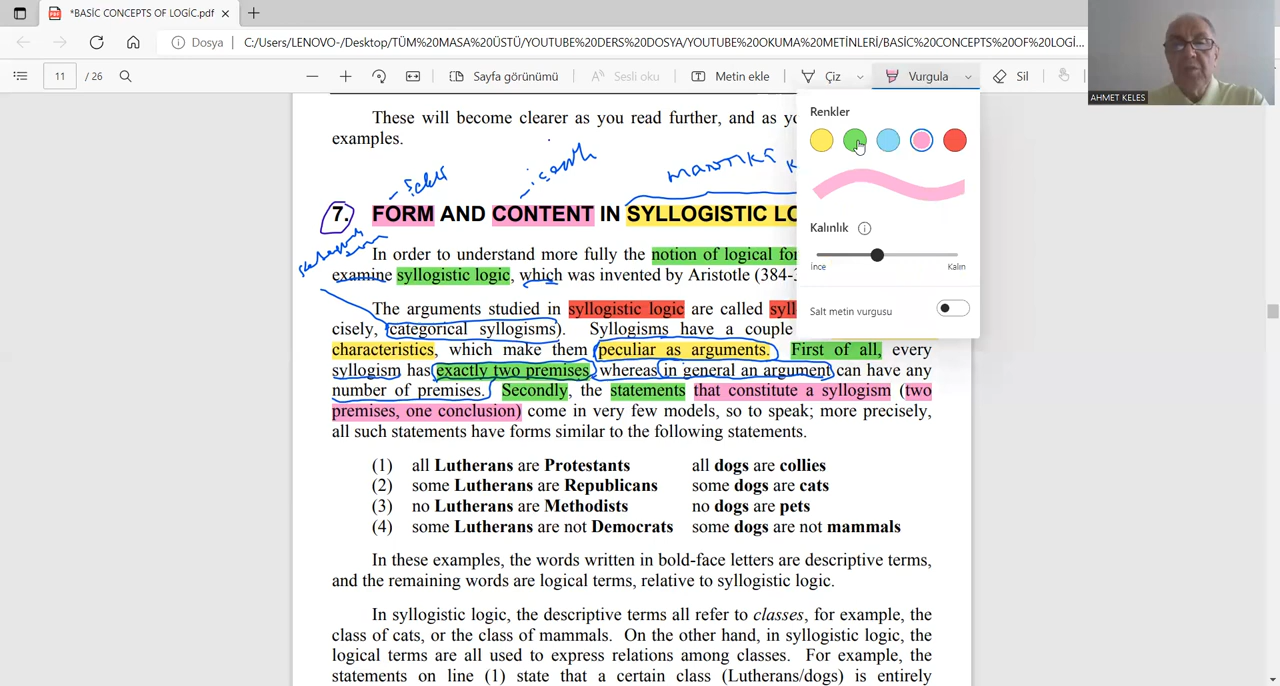 *BASİC CONCEPTS OF LOGİC.pdf
Dosya
C:/Users/LENOVO-/Desktop/TÜM%20MASA%20ÜSTÜ/YOUTUBE%20DERS%20DOSYA/YOUTUBE%20OKUMA%20METİNLERİ/BASİC%20CONCEPTS%20OF%20LOGİ...
11 / 26
Sayfa görünümü
Sesli oku
Metin ekle
Çiz
Vurgula
Sil
AHMET KELES
Renkler
Kalınlık
İnce
Kalın
Salt metin vurgusu
These will become clearer as you read further, and as yo
examples.
7. FORM AND CONTENT IN SYLLOGISTIC LO
In order to understand more fully the notion of logical for
examine syllogistic logic, which was invented by Aristotle (384-3
The arguments studied in syllogistic logic are called syll
cisely, categorical syllogisms). Syllogisms have a couple
characteristics, which make them peculiar as arguments. First of all, every
syllogism has exactly two premises, whereas in general an argument can have any
number of premises. Secondly, the statements that constitute a syllogism (two
premises, one conclusion) come in very few models, so to speak; more precisely,
all such statements have forms similar to the following statements.
(1) all Lutherans are Protestants all dogs are collies
(2) some Lutherans are Republicans some dogs are cats
(3) no Lutherans are Methodists no dogs are pets
(4) some Lutherans are not Democrats some dogs are not mammals
In these examples, the words written in bold-face letters are descriptive terms,
and the remaining words are logical terms, relative to syllogistic logic.
In syllogistic logic, the descriptive terms all refer to classes, for example, the
class of cats, or the class of mammals. On the other hand, in syllogistic logic, the
logical terms are all used to express relations among classes. For example, the
statements on line (1) state that a certain class (Lutherans/dogs) is entirely